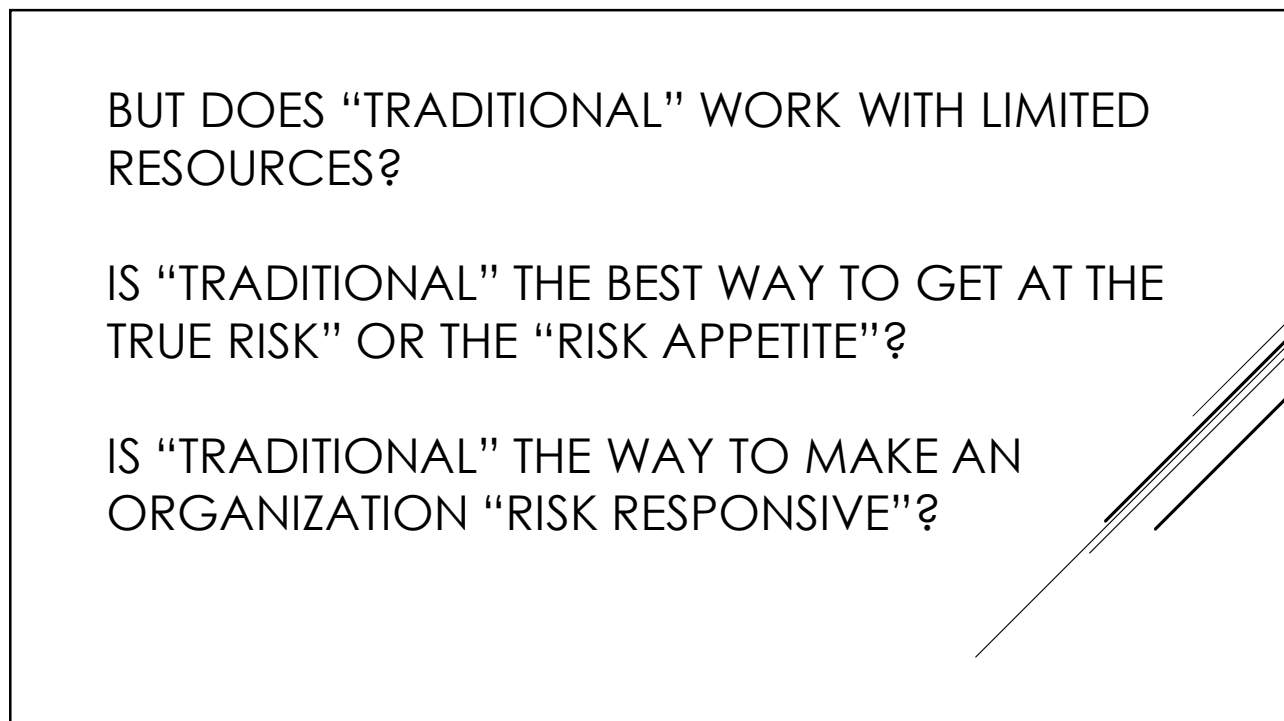 BUT DOES “TRADITIONAL” WORK WITH LIMITED
RESOURCES?
IS “TRADITIONAL” THE BEST WAY TO GET AT THE
TRUE RISK” OR THE “RISK APPETITE”?
IS “TRADITIONAL” THE WAY TO MAKE AN
ORGANIZATION “RISK RESPONSIVE”?